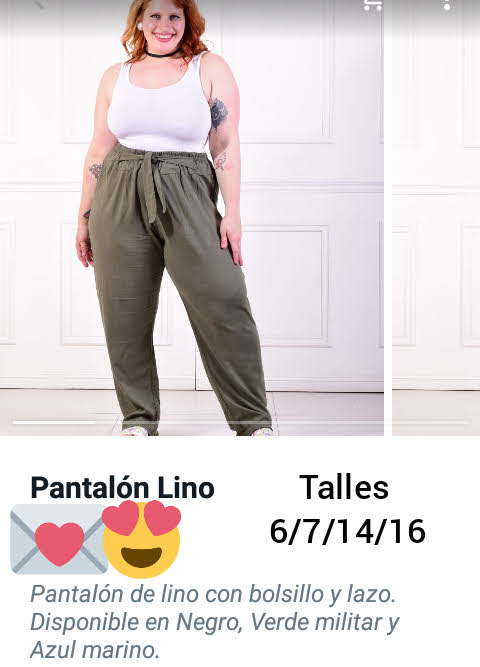 Pantalón Lino
Talles
6/7/14/16
Pantalón de lino con bolsillo y lazo.
Disponible en Negro, Verde militar y
Azul marino.